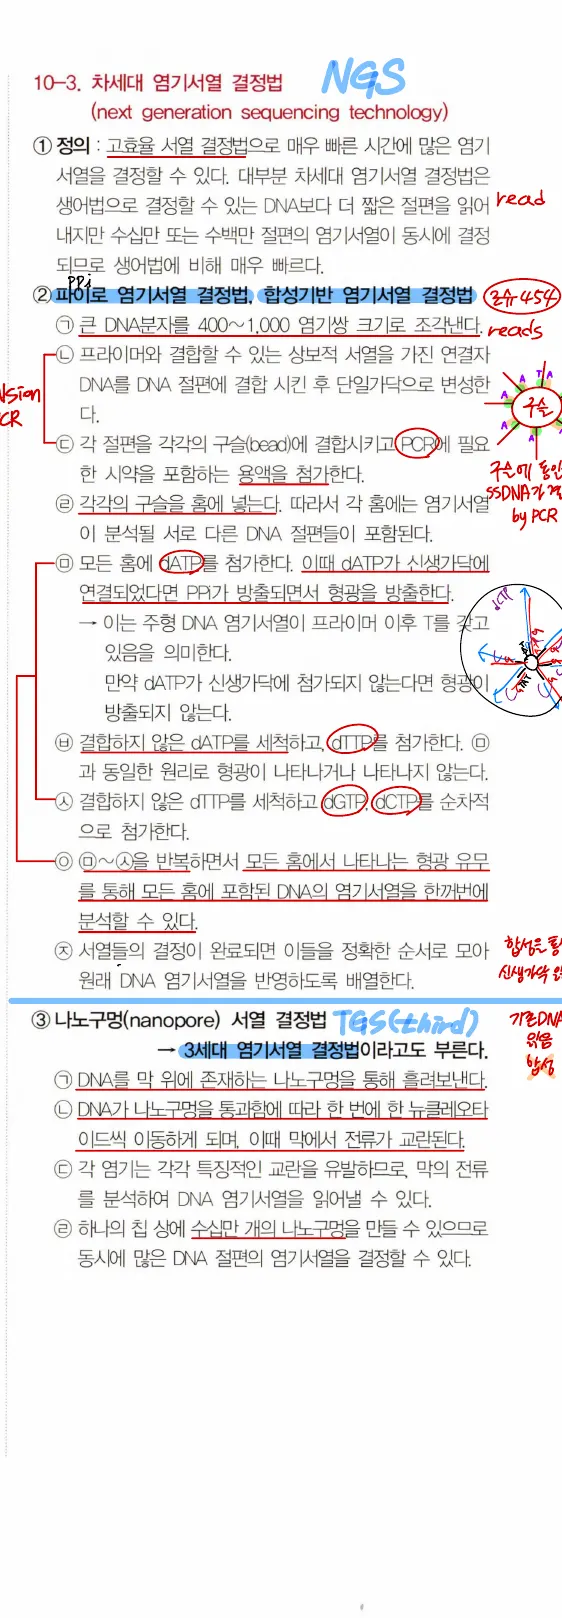 10-3. 차세대 염기서열 결정법 NGS
(next generation sequencing technology)
① 정의 : 고효율 서열 결정법으로 매우 빠른 시간에 많은 염기
서열을 결정할 수 있다. 대부분 차세대 염기서열 결정법은
생어법으로 결정할 수 있는 DNA보다 더 짧은 절편을 읽어 read
내지만 수십만 또는 수백만 절편의 염기서열이 동시에 결정
되므로 생어법에 비해 매우 빠르다.
PPi
② 파이로 염기서열 결정법, 합성기반 염기서열 결정법 로슈 454
㉠ 큰 DNA분자를 400~1,000 염기쌍 크기로 조각낸다. reads
㉡ 프라이머와 결합할 수 있는 상보적 서열을 가진 연결자
DNA를 DNA 절편에 결합 시킨 후 단일가닥으로 변성한
다.
A A T A
구슬
A A
nsion
CR
㉢ 각 절편을 각각의 구슬(bead)에 결합시키고 PCR에 필요
한 시약을 포함하는 용액을 첨가한다.
구슬에 동일
ssDNA가
by PCR
㉣ 각각의 구슬을 홈에 넣는다. 따라서 각 홈에는 염기서열
이 분석될 서로 다른 DNA 절편들이 포함된다.
㉤ 모든 홈에 dATP를 첨가한다. 이때 dATP가 신생가닥에
연결되었다면 PPi가 방출되면서 형광을 방출한다.
dCTP
→ 이는 주형 DNA 염기서열이 프라이머 이후 T를 갖고
있음을 의미한다.
만약 dATP가 신생가닥에 첨가되지 않는다면 형광이
방출되지 않는다.
㉥ 결합하지 않은 dATP를 세척하고, dTTP를 첨가한다. ㉤
과 동일한 원리로 형광이 나타나거나 나타나지 않는다.
㉦ 결합하지 않은 dTTP를 세척하고 dGTP, dCTP를 순차적
으로 첨가한다.
㉧ ㉤~㉦을 반복하면서 모든 홈에서 나타나는 형광 유무
를 통해 모든 홈에 포함된 DNA의 염기서열을 한꺼번에
분석할 수 있다.
㉨ 서열들의 결정이 완료되면 이들을 정확한 순서로 모아
원래 DNA 염기서열을 반영하도록 배열한다.
합성을 통
신생가닥
③ 나노구멍(nanopore) 서열 결정법 TGS(third)
→ 3세대 염기서열 결정법이라고도 부른다.
기존DNA
읽음
합성
㉠ DNA를 막 위에 존재하는 나노구멍을 통해 흘려보낸다.
㉡ DNA가 나노구멍을 통과함에 따라 한 번에 한 뉴클레오타
이드씩 이동하게 되며, 이때 막에서 전류가 교란된다.
㉢ 각 염기는 각각 특징적인 교란을 유발하므로, 막의 전류
를 분석하여 DNA 염기서열을 읽어낼 수 있다.
㉣ 하나의 칩 상에 수십만 개의 나노구멍을 만들 수 있으므로
동시에 많은 DNA 절편의 염기서열을 결정할 수 있다.